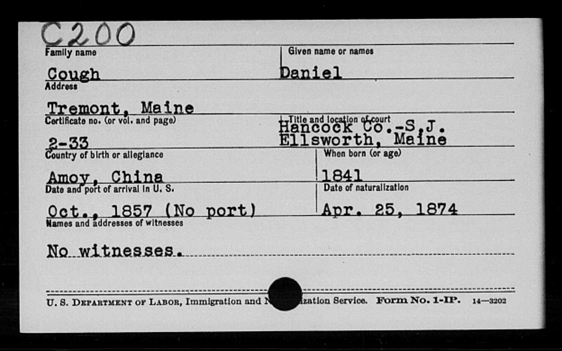 C200
Family name Given name or names
Cough Daniel
Address
Tremont, Maine
Certificate no. (or vol. and page) Title and location of court
2-33 Hancock Co.-S.J.
Ellsworth, Maine
Country of birth or allegiance When born (or age)
Amoy, China 1841
Date and port of arrival in U. S. Date of naturalization
Oct., 1857 (No port) Apr. 25, 1874
Names and addresses of witnesses
No witnesses.
U. S. DEPARTMENT OF LABOR, Immigration and Service. Form No. 1-IP. 14—3202